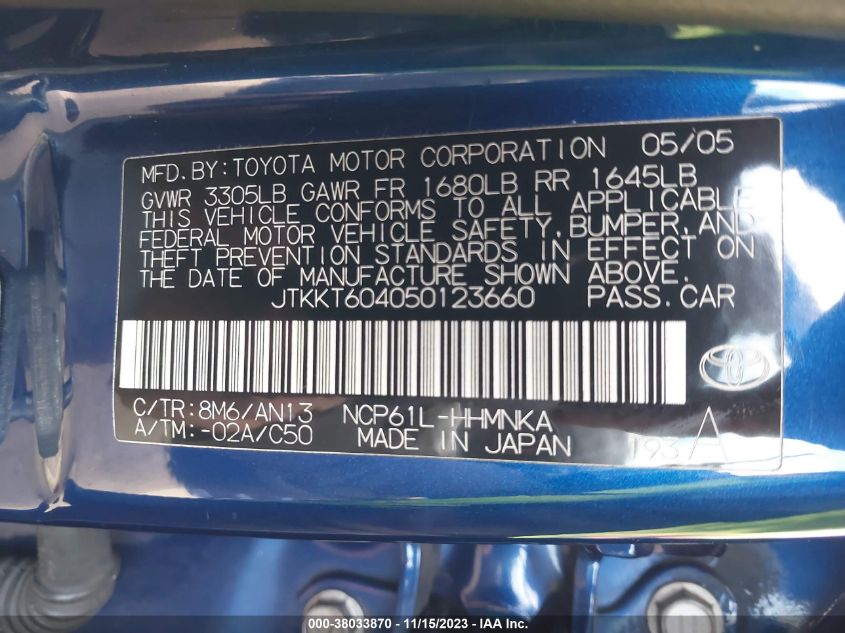 MFD. BY: TOYOTA MOTOR CORPORATION 05/05
GVWR 3305LB GAWR FR 1680LB RR 1645LB
THIS VEHICLE CONFORMS TO ALL APPLICABLE
FEDERAL MOTOR VEHICLE SAFETY, BUMPER, AND
THEFT PREVENTION STANDARDS IN EFFECT ON
THE DATE OF MANUFACTURE SHOWN ABOVE.
JTKKT604050123660 PASS. CAR
C/TR: 8M6/AN13 NCP61L-HHMNKA
A/TM: -02A/C50 MADE IN JAPAN 193 A
000-38033870 - 11/15/2023 - IAA Inc.